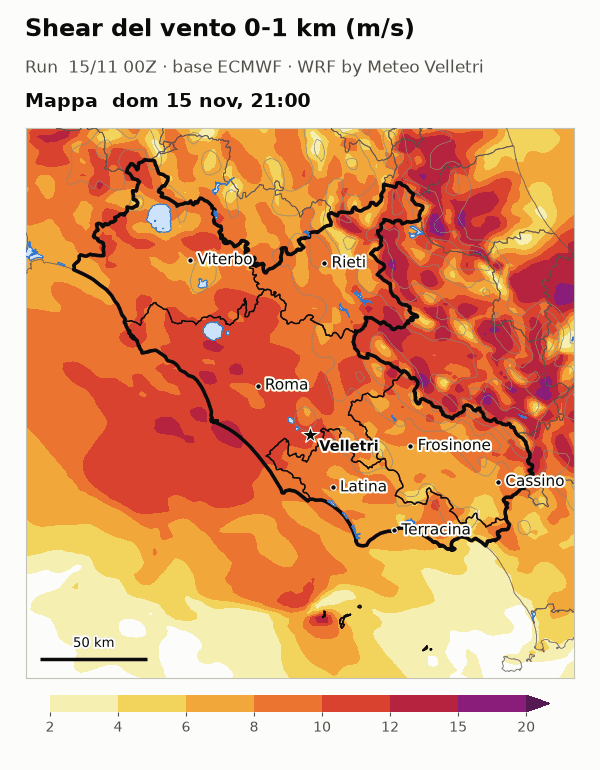 Shear del vento 0-1 km (m/s)
Run 15/11 00Z · base ECMWF · WRF by Meteo Velletri
Mappa dom 15 nov, 21:00
Viterbo
Rieti
Roma
Velletri
Frosinone
Latina
Cassino
Terracina
50 km
2 4 6 8 10 12 15 20